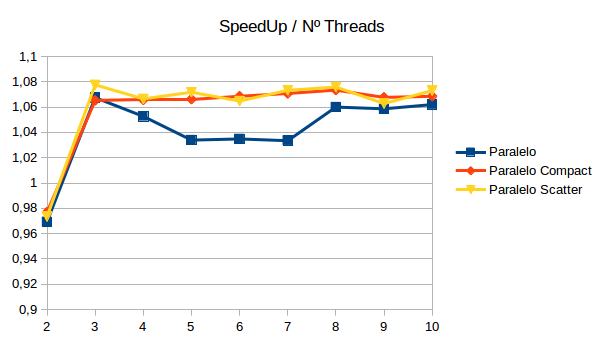 SpeedUp / Nº Threads
1,1
1,08
1,06
1,04
1,02
1
0,98
0,96
0,94
0,92
0,9
2 3 4 5 6 7 8 9 10
Paralelo
Paralelo Compact
Paralelo Scatter